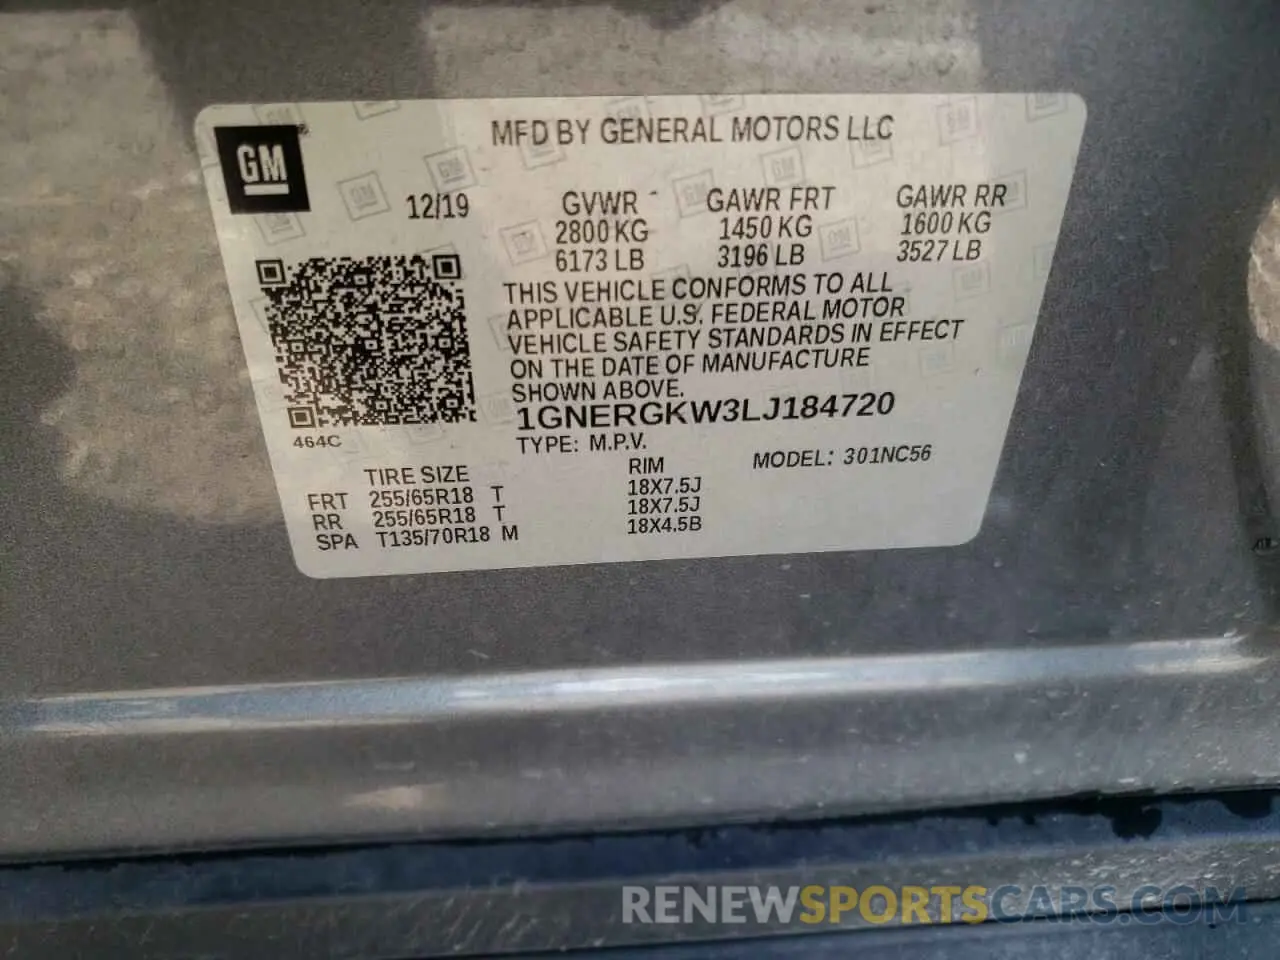 GM
MFD BY GENERAL MOTORS LLC
12/19
GVWR GAWR FRT GAWR RR
2800 KG 1450 KG 1600 KG
6173 LB 3196 LB 3527 LB
THIS VEHICLE CONFORMS TO ALL
APPLICABLE U.S. FEDERAL MOTOR
VEHICLE SAFETY STANDARDS IN EFFECT
ON THE DATE OF MANUFACTURE
SHOWN ABOVE.
1GNERGKW3LJ184720
464C
TYPE: M.P.V. MODEL: 301NC56
TIRE SIZE RIM
FRT 255/65R18 T 18X7.5J
RR 255/65R18 T 18X7.5J
SPA T135/70R18 M 18X4.5B
RENEWSPORTSCARS.COM